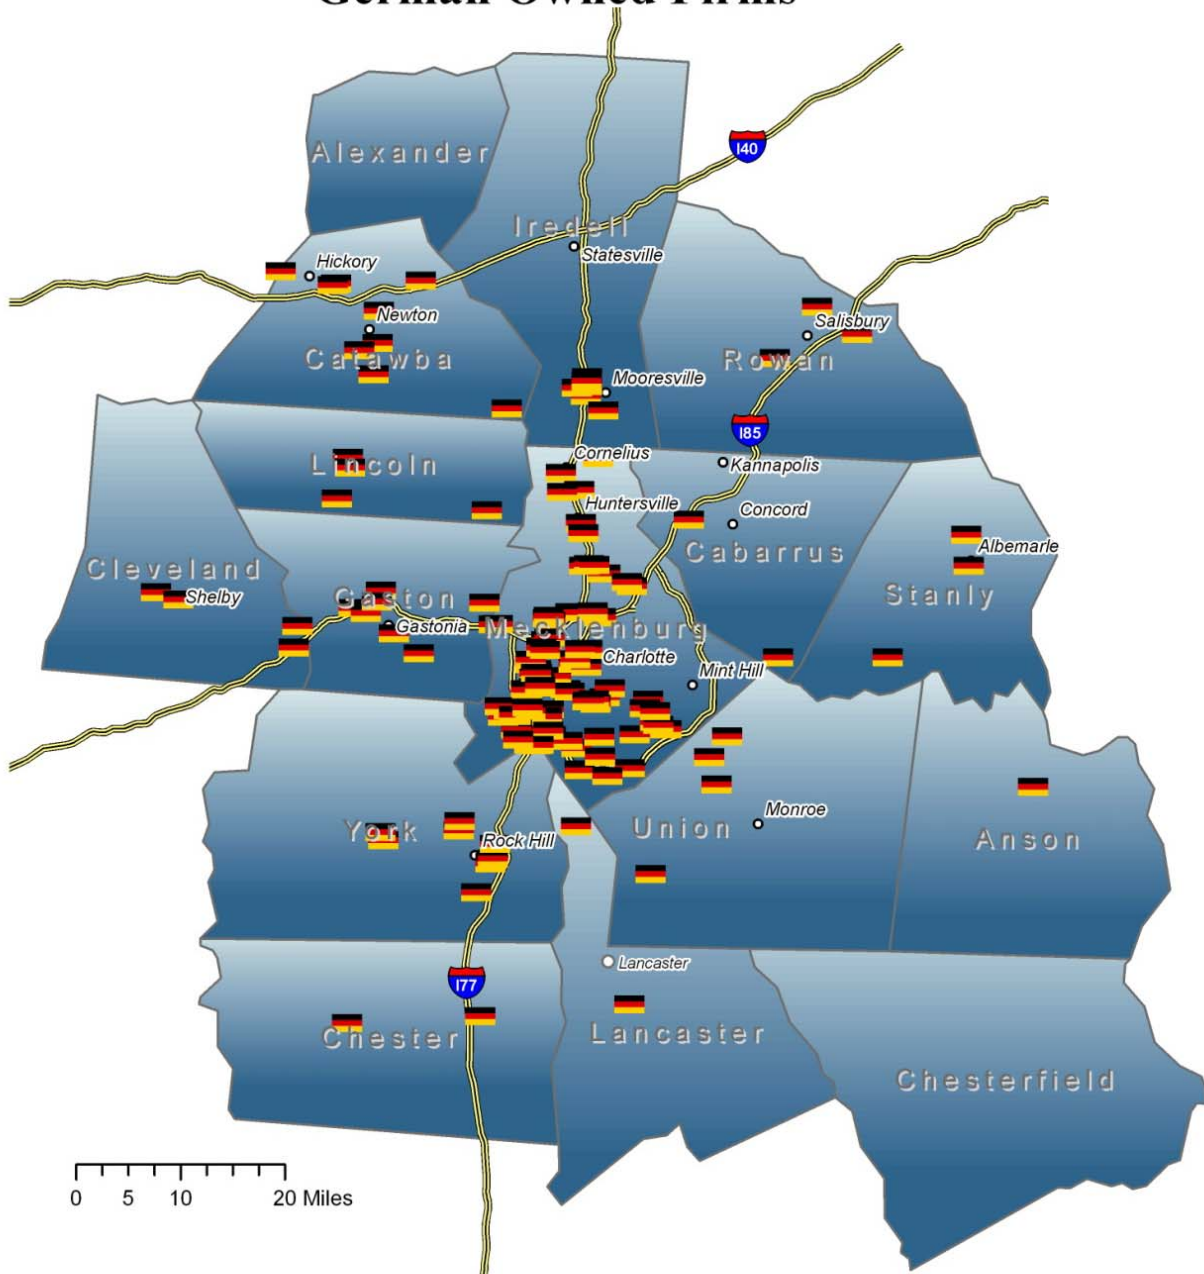 German Owned Firms
Alexander
I40
Iredell
Statesville
Hickory
Newton
Catawba
Salisbury
Rowan
Mooresville
I85
Cornelius
Kannapolis
Lincoln
Huntersville
Concord
Cabarrus
Albemarle
Cleveland
Shelby
Gaston
Stanly
Gastonia
Mecklenburg
Charlotte
Mint Hill
York
Rock Hill
Union
Monroe
Anson
Lancaster
I77
Chester
Lancaster
Chesterfield
0 5 10 20 Miles